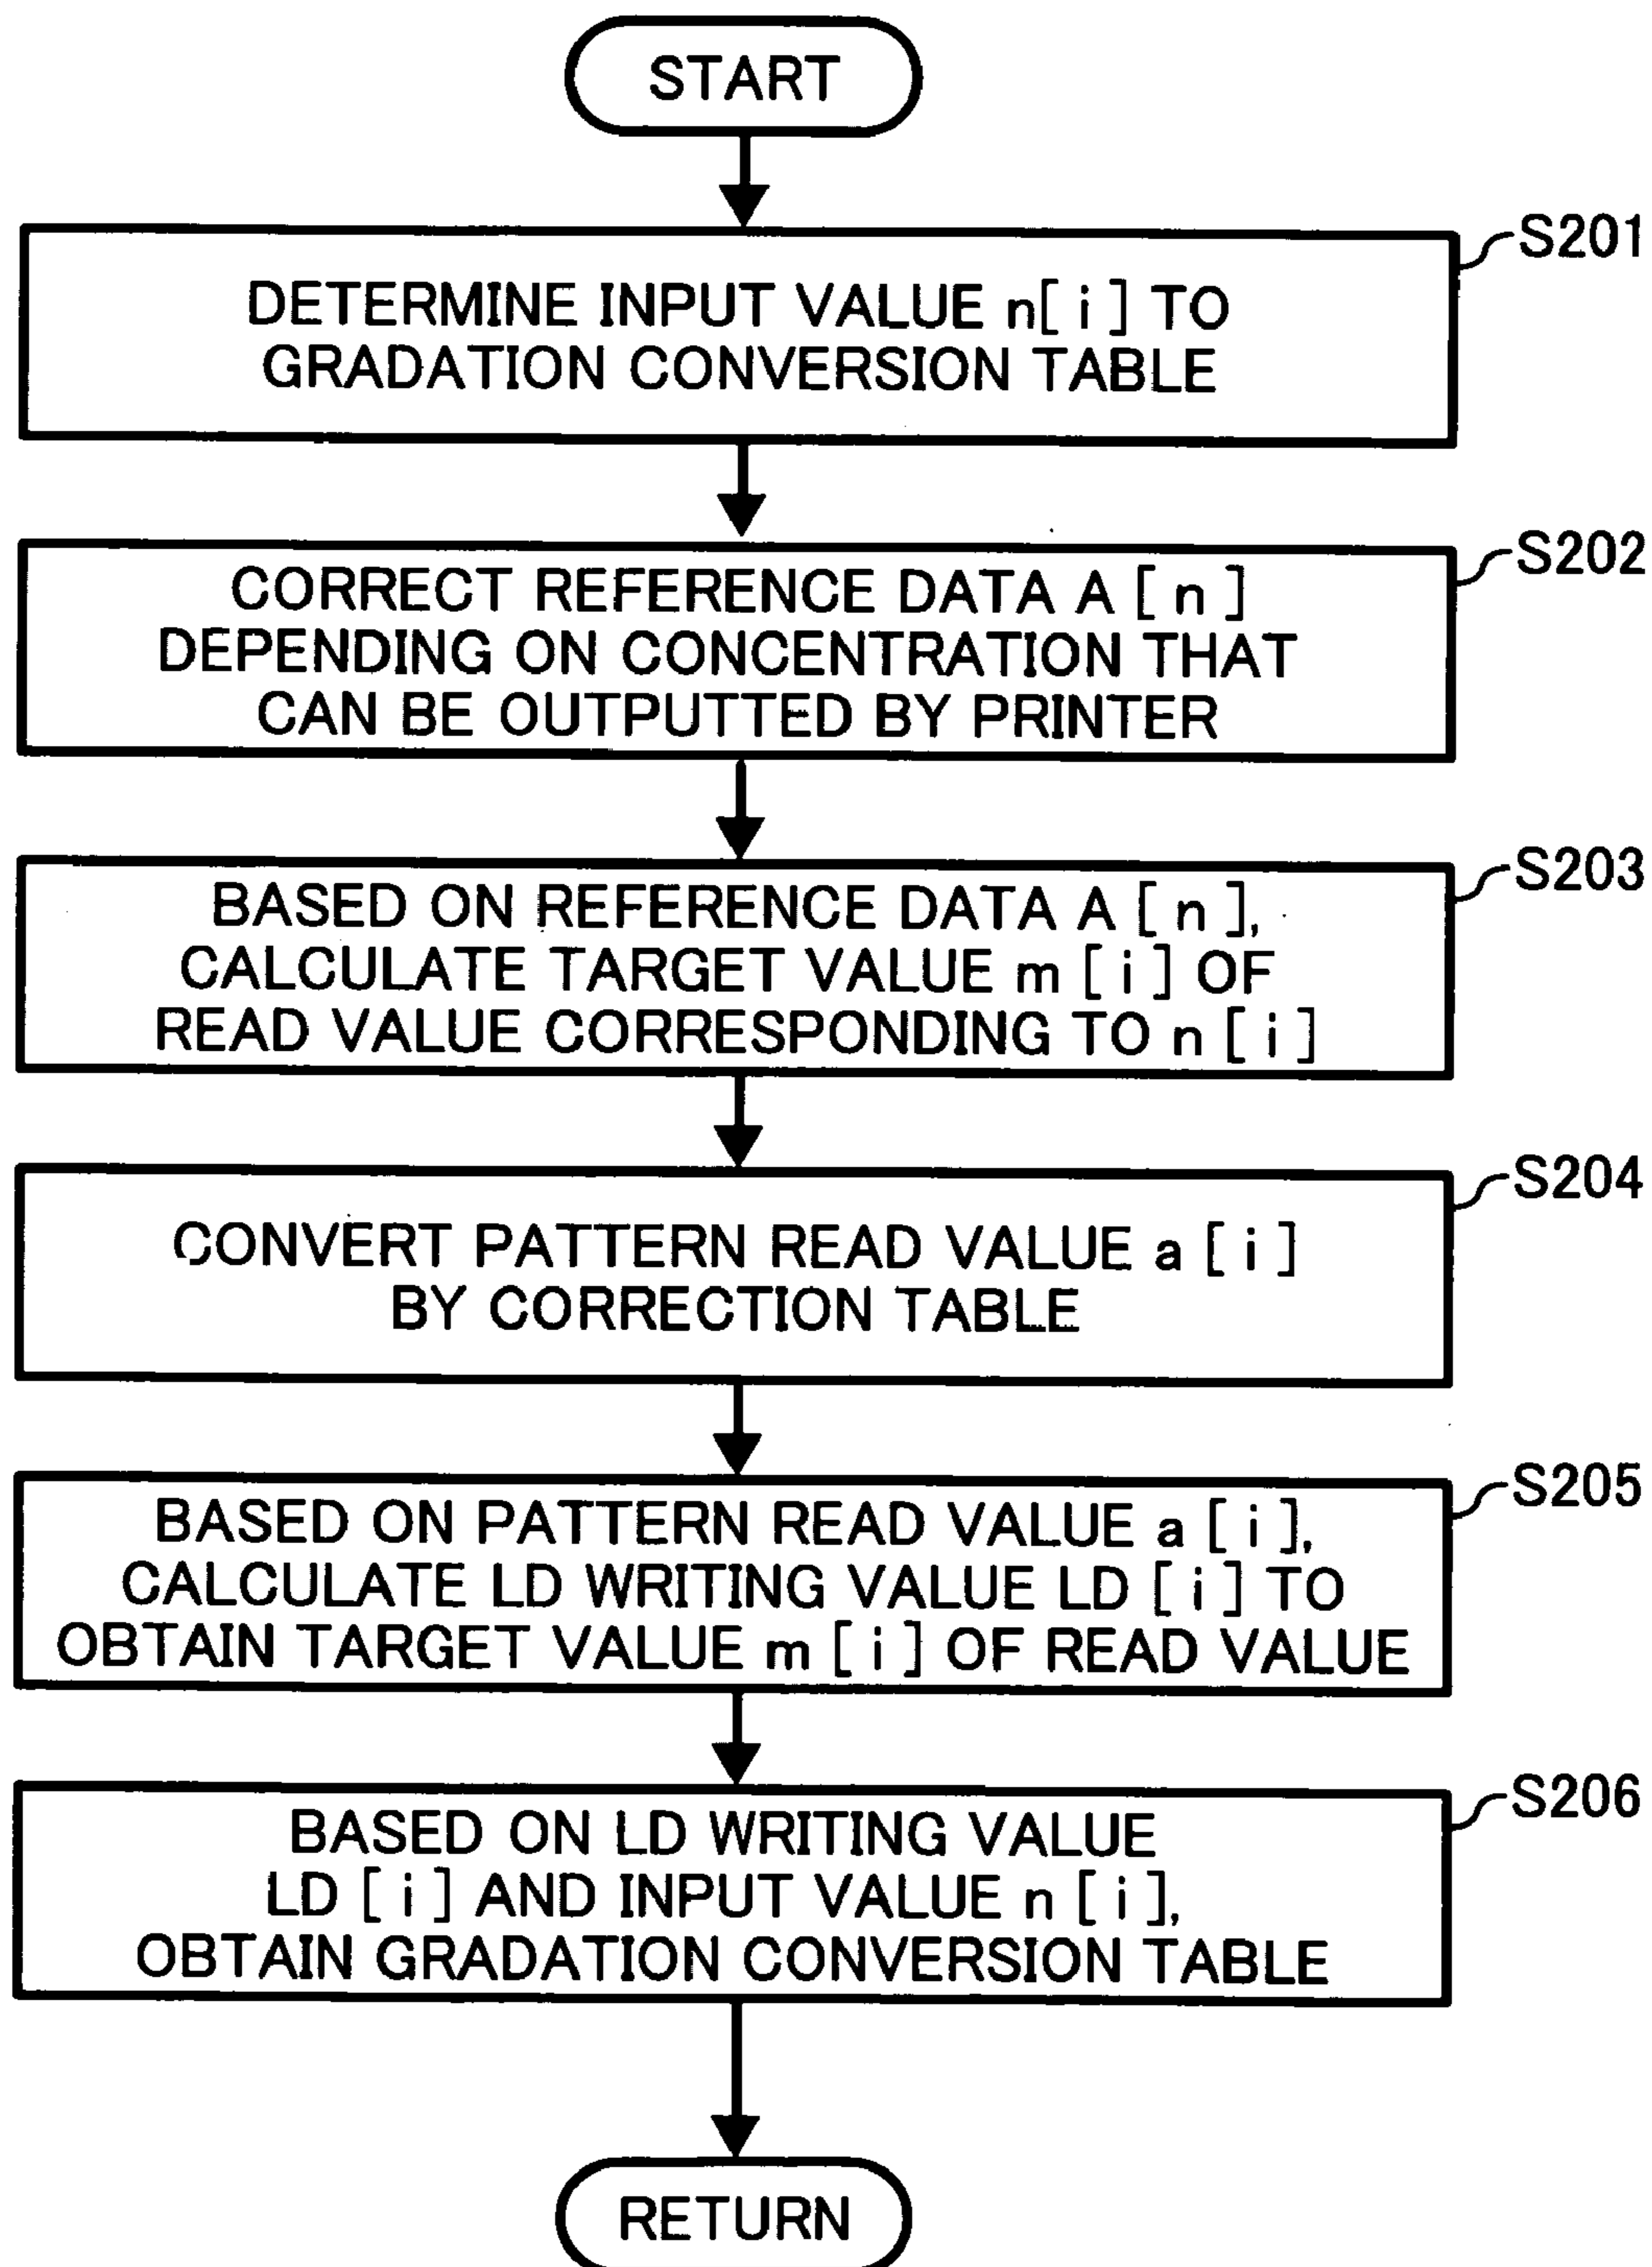 START
S201
DETERMINE INPUT VALUE n[ i ] TO
GRADATION CONVERSION TABLE
S202
CORRECT REFERENCE DATA A [ n ]
DEPENDING ON CONCENTRATION THAT
CAN BE OUTPUTTED BY PRINTER
S203
BASED ON REFERENCE DATA A [ n ],
CALCULATE TARGET VALUE m [ i ] OF
READ VALUE CORRESPONDING TO n [ i ]
S204
CONVERT PATTERN READ VALUE a [ i ]
BY CORRECTION TABLE
S205
BASED ON PATTERN READ VALUE a [ i ],
CALCULATE LD WRITING VALUE LD [ i ] TO
OBTAIN TARGET VALUE m [ i ] OF READ VALUE
S206
BASED ON LD WRITING VALUE
LD [ i ] AND INPUT VALUE n [ i ],
OBTAIN GRADATION CONVERSION TABLE
RETURN